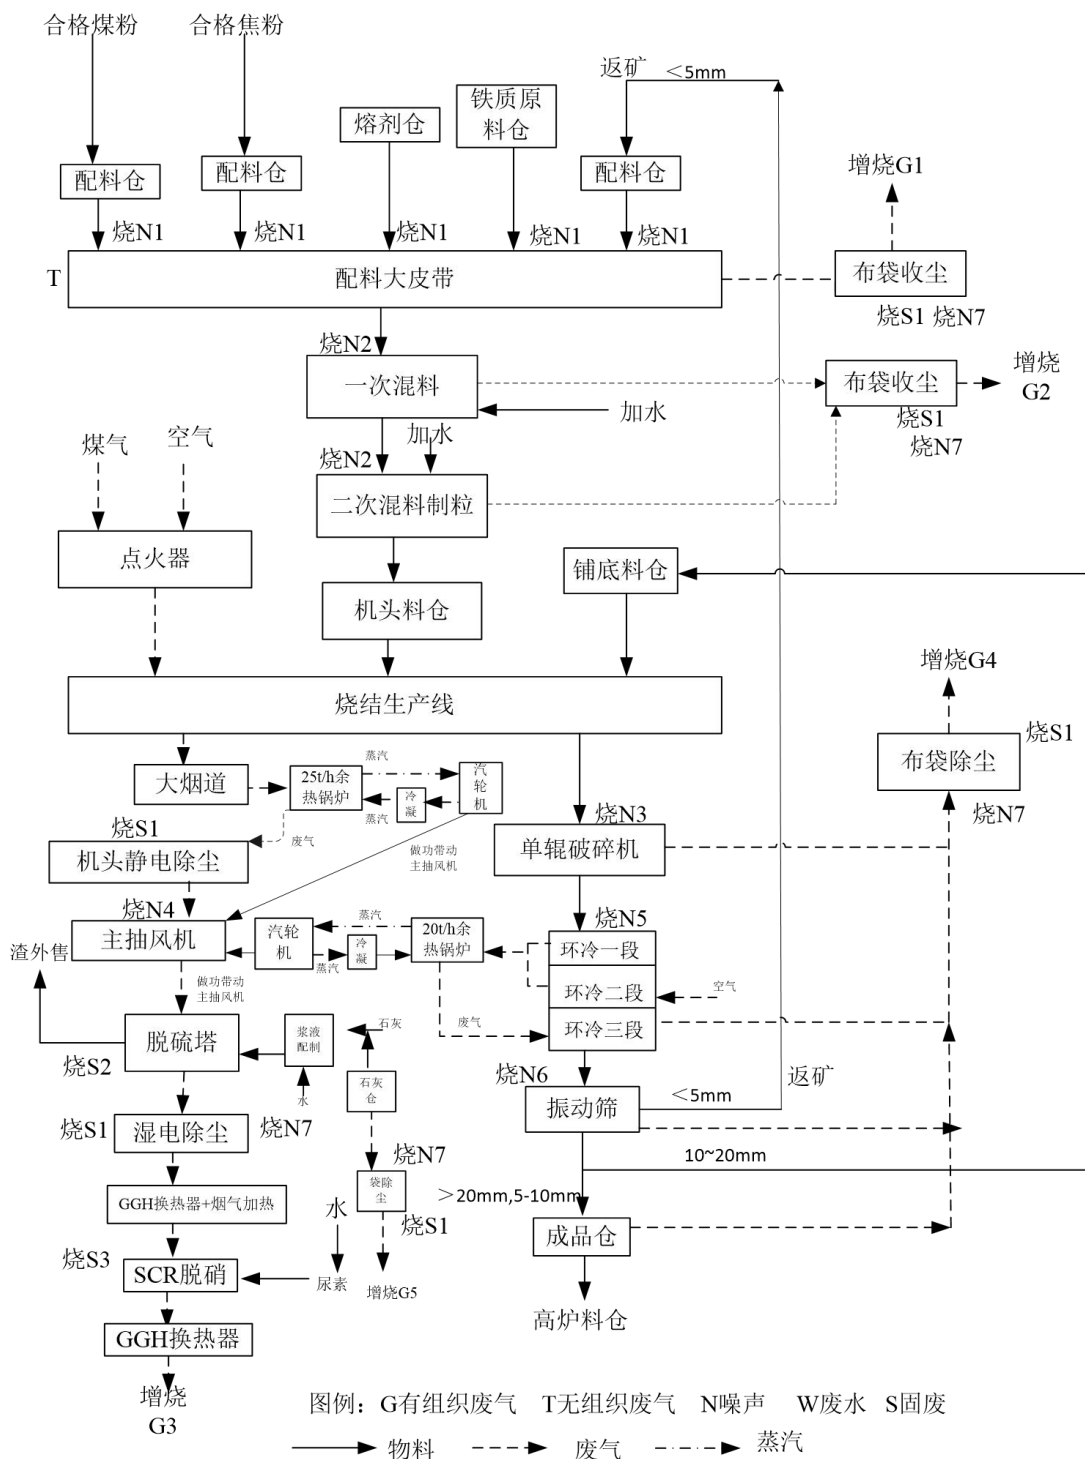 合格煤粉
合格焦粉
返矿
＜5mm
熔剂仓
铁质原
料仓
配料仓
配料仓
配料仓
增烧G1
烧N1
烧N1
烧N1
烧N1
烧N1
T
配料大皮带
布袋收尘
烧S1 烧N7
烧N2
一次混料
布袋收尘
增烧
G2
加水
烧S1
烧N7
煤气
空气
加水
烧N2
二次混料制粒
点火器
铺底料仓
机头料仓
增烧G4
烧结生产线
烧S1
布袋除尘
烧N7
大烟道
25t/h余
热锅炉
蒸汽
冷
凝
蒸汽
汽
轮
机
烧N3
烧S1
废气
机头静电除尘
做功带动
主抽风机
单辊破碎机
烧N4
主抽风机
汽轮
机
蒸汽
蒸汽
冷
凝
20t/h余
热锅炉
烧N5
环冷一段
环冷二段
环冷三段
空气
渣外售
做功带动
主抽风机
废气
脱硫塔
浆液
配制
石灰
烧S2
水
石灰
仓
烧N6
返矿
振动筛
＜5mm
烧S1
湿电除尘
烧N7
烧N7
10~20mm
GGH换热器+烟气加热
袋除
尘
＞20mm,5-10mm
水
烧S1
成品仓
烧S3
SCR脱硝
尿素
增烧G5
高炉料仓
GGH换热器
增烧
G3
图例： G有组织废气 T无组织废气 N噪声 W废水 S固废
物料 废气 蒸汽